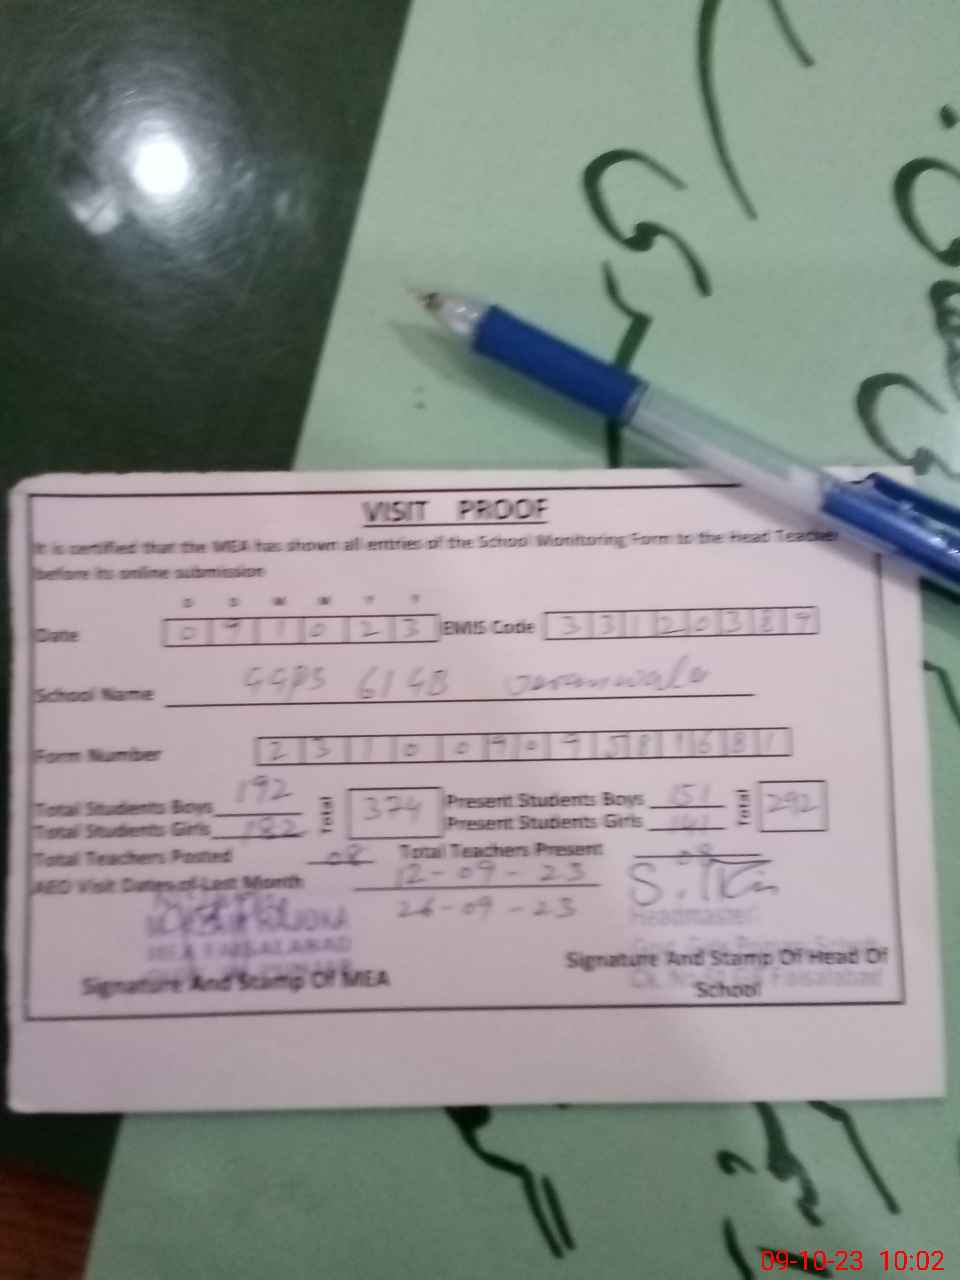 VISIT PROOF
It is certified that the MEA has shown all entries of the School Monitoring Form to the Head Teacher
before its online submission
D D M M Y Y
Date 0 9 1 0 2 3 EMIS Code 3 3 1 2 0 3 8 9
School Name GGPS 61 GB Jaranwala
Form Number 2 3 1 0 0 9 0 9 5 8 1 6 8 1
Total Students Boys 192 Total 374 Present Students Boys 151 Total 292
Total Students Girls 182 Present Students Girls 141
Total Teachers Posted 08 Total Teachers Present 08
AEO Visit Dates of Last Month 12-09-23
26-09-23
Headmaster
MEA FAISALABAD
Faisalabad
Signature And Stamp Of MEA
Signature And Stamp Of Head Of
School
09-10-23 10:02